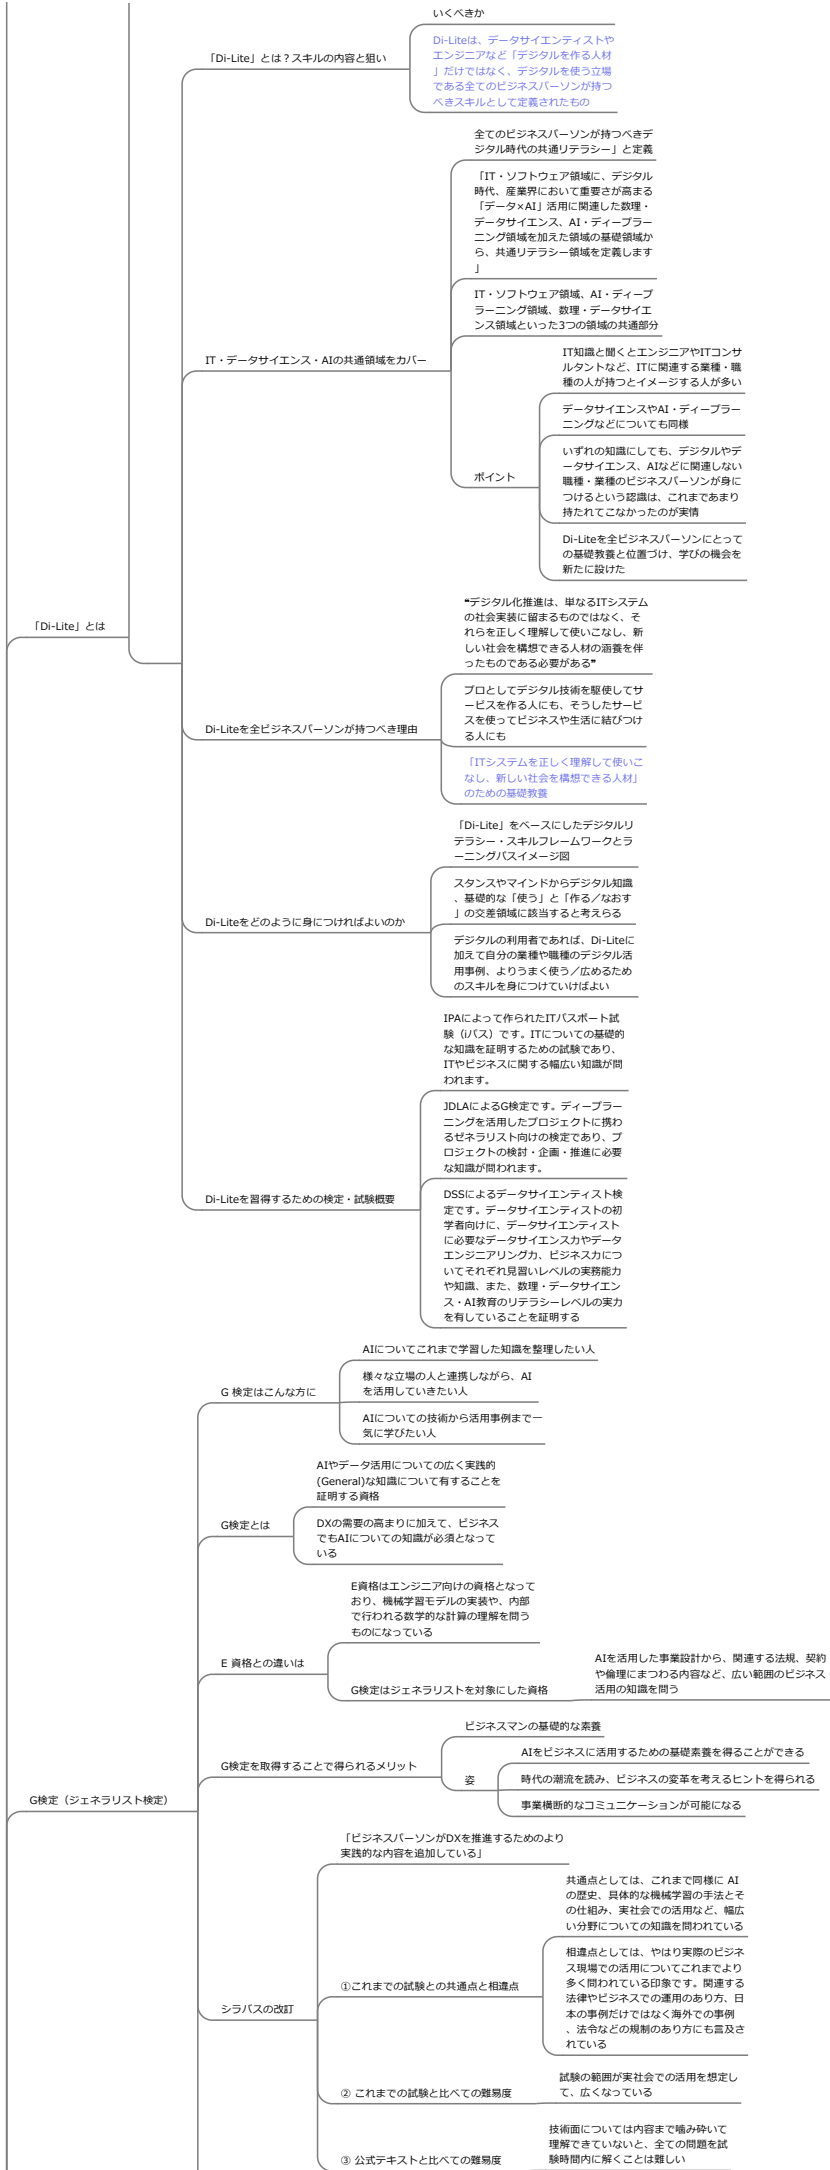 いくべきか
「Di-Lite」とは？スキルの内容と狙い
Di-Liteは、データサイエンティストや
エンジニアなど「デジタルを作る人材
」だけではなく、デジタルを使う立場
である全てのビジネスパーソンが持つ
べきスキルとして定義されたもの
全てのビジネスパーソンが持つべきデ
ジタル時代の共通リテラシー」と定義
「IT・ソフトウェア領域に、デジタル
時代、産業界において重要さが高まる
「データ×AI」活用に関連した数理・
データサイエンス、AI・ディープラー
ニング領域を加えた領域の基礎領域か
ら、共通リテラシー領域を定義します
」
IT・ソフトウェア領域、AI・ディープ
ラーニング領域、数理・データサイエ
ンス領域といった3つの領域の共通部分
IT・データサイエンス・AIの共通領域をカバー
IT知識と聞くとエンジニアやITコンサ
ルタントなど、ITに関連する業種・職
種の人が持つとイメージする人が多い
データサイエンスやAI・ディープラー
ニングなどについても同様
ポイント
いずれの知識にしても、デジタルやデ
ータサイエンス、AIなどに関連しない
職種・業種のビジネスパーソンが身に
つけるという認識は、これまであまり
持たれてこなかったのが実情
Di-Liteを全ビジネスパーソンにとって
の基礎教養と位置づけ、学びの機会を
新たに設けた
「Di-Lite」とは
❝デジタル化推進は、単なるITシステム
の社会実装に留まるものではなく、そ
れらを正しく理解して使いこなし、新
しい社会を構想できる人材の涵養を伴
ったものである必要がある❞
プロとしてデジタル技術を駆使してサ
ービスを作る人にも、そうしたサービ
スを使ってビジネスや生活に結びつけ
る人にも
Di-Liteを全ビジネスパーソンが持つべき理由
「ITシステムを正しく理解して使いこ
なし、新しい社会を構想できる人材」
のための基礎教養
「Di-Lite」をベースにしたデジタルリ
テラシー・スキルフレームワークとラ
ーニングパスイメージ図
スタンスやマインドからデジタル知識
、基礎的な「使う」と「作る／なおす
」の交差領域に該当すると考えらる
Di-Liteをどのように身につければよいのか
デジタルの利用者であれば、Di-Liteに
加えて自分の業種や職種のデジタル活
用事例、よりうまく使う／広めるため
のスキルを身につけていけばよい
IPAによって作られたITパスポート試
験（iパス）です。ITについての基礎的
な知識を証明するための試験であり、
ITやビジネスに関する幅広い知識が問
われます。
JDLAによるG検定です。ディープラー
ニングを活用したプロジェクトに携わ
るゼネラリスト向けの検定であり、プ
ロジェクトの検討・企画・推進に必要
な知識が問われます。
Di-Liteを習得するための検定・試験概要
DSSによるデータサイエンティスト検
定です。データサイエンティストの初
学者向けに、データサイエンティスト
に必要なデータサイエンス力やデータ
エンジニアリング力、ビジネス力につ
いてそれぞれ見習いレベルの実務能力
や知識、また、数理・データサイエン
ス・AI教育のリテラシーレベルの実力
を有していることを証明する
AIについてこれまで学習した知識を整理したい人
G 検定はこんな方に
様々な立場の人と連携しながら、AI
を活用していきたい人
AIについての技術から活用事例まで一
気に学びたい人
AIやデータ活用についての広く実践的
(General)な知識について有することを
証明する資格
G検定とは
DXの需要の高まりに加えて、ビジネス
でもAIについての知識が必須となって
いる
E資格はエンジニア向けの資格となって
おり、機械学習モデルの実装や、内部
で行われる数学的な計算の理解を問う
ものになっている
E 資格との違いは
G検定はジェネラリストを対象にした資格
AIを活用した事業設計から、関連する法規、契約
や倫理にまつわる内容など、広い範囲のビジネス
活用の知識を問う
ビジネスマンの基礎的な素養
G検定を取得することで得られるメリット
姿
AIをビジネスに活用するための基礎素養を得ることができる
時代の潮流を読み、ビジネスの変革を考えるヒントを得られる
事業横断的なコミュニケーションが可能になる
G検定（ジェネラリスト検定）
「ビジネスパーソンがDXを推進するためのより
実践的な内容を追加している」
共通点としては、これまで同様に AI
の歴史、具体的な機械学習の手法とそ
の仕組み、実社会での活用など、幅広
い分野についての知識を問われている
①これまでの試験との共通点と相違点
相違点としては、やはり実際のビジネ
ス現場での活用についてこれまでより
多く問われている印象です。関連する
法律やビジネスでの運用のあり方、日
本の事例だけではなく海外での事例
、法令などの規制のあり方にも言及さ
れている
シラバスの改訂
② これまでの試験と比べての難易度
試験の範囲が実社会での活用を想定し
て、広くなっている
③ 公式テキストと比べての難易度
技術面については内容まで噛み砕いて
理解できていないと、全ての問題を試
験時間内に解くことは難しい